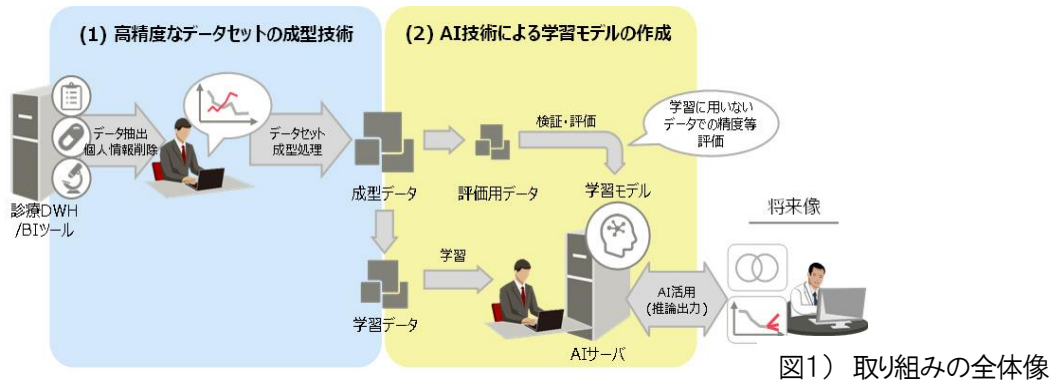 (1) 高精度なデータセットの成型技術
(2) AI技術による学習モデルの作成
データ抽出
個人情報削除
データセット
成型処理
検証・評価
学習に用いない
データでの精度等
評価
診療DWH
/BIツール
成型データ
評価用データ
学習モデル
将来像
学習
学習データ
AIサーバ
AI活用
(推論出力)
図1） 取り組みの全体像